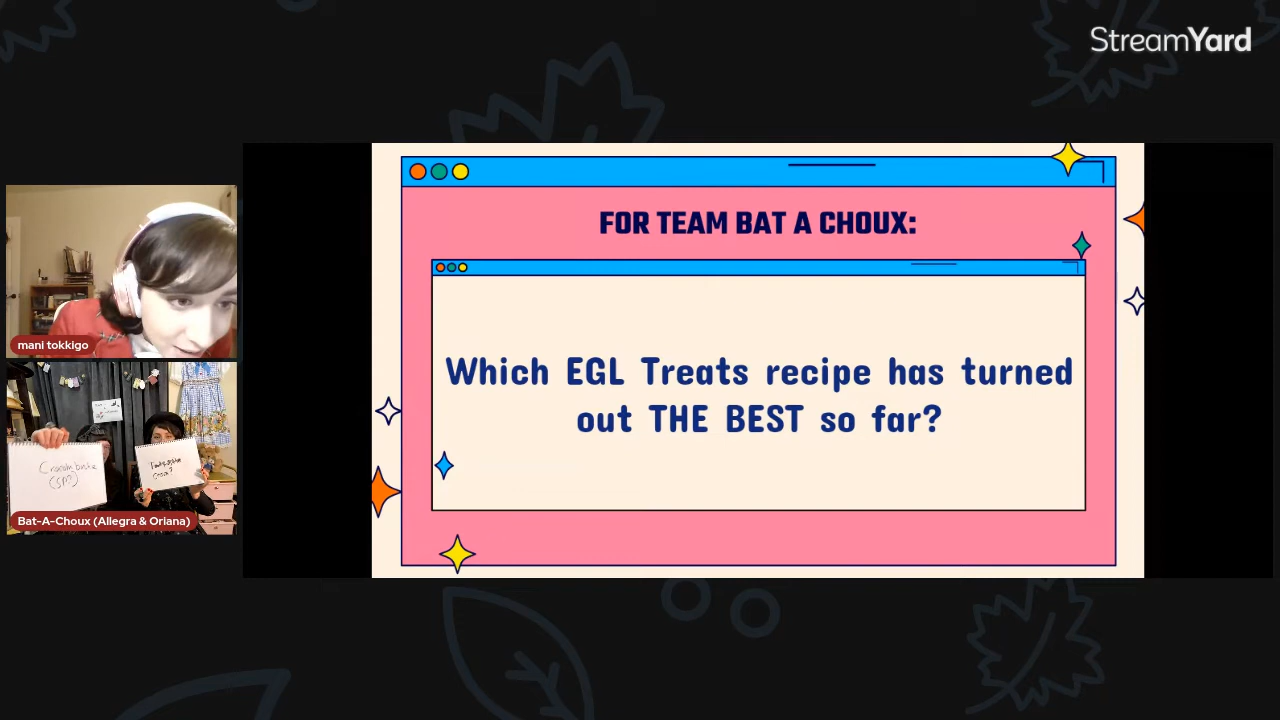 StreamYard
FOR TEAM BAT A CHOUX:
Which EGL Treats recipe has turned
out THE BEST so far?
mani tokkigo
(sm)
Bat-A-Choux (Allegra & Oriana)